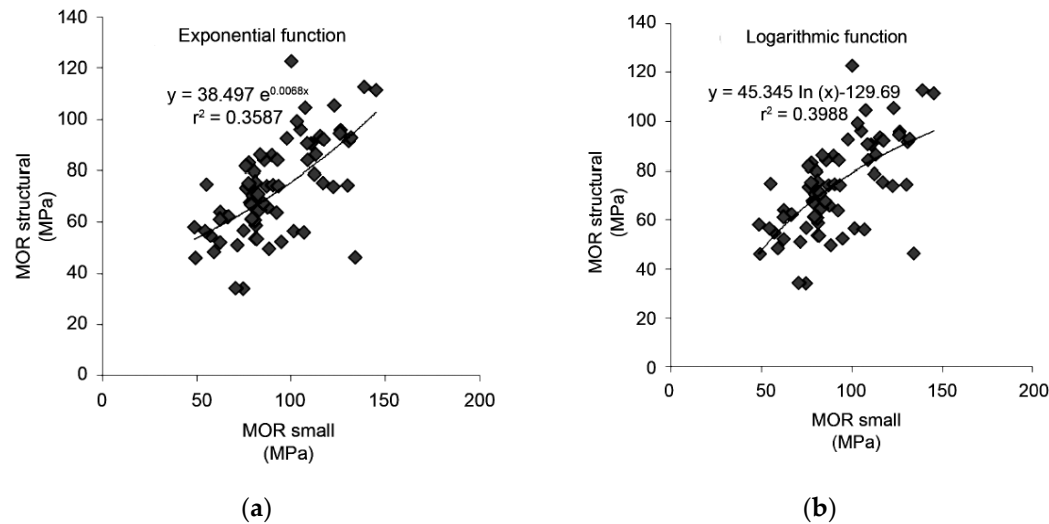 Exponential function
y = 38.497 e^0.0068x
r² = 0.3587
140
120
100
80
60
40
20
0
0 50 100 150 200
MOR structural
(MPa)
MOR small
(MPa)
(a)
Logarithmic function
y = 45.345 ln (x)-129.69
r² = 0.3988
140
120
100
80
60
40
20
0
0 50 100 150 200
MOR structural
(MPa)
MOR small
(MPa)
(b)